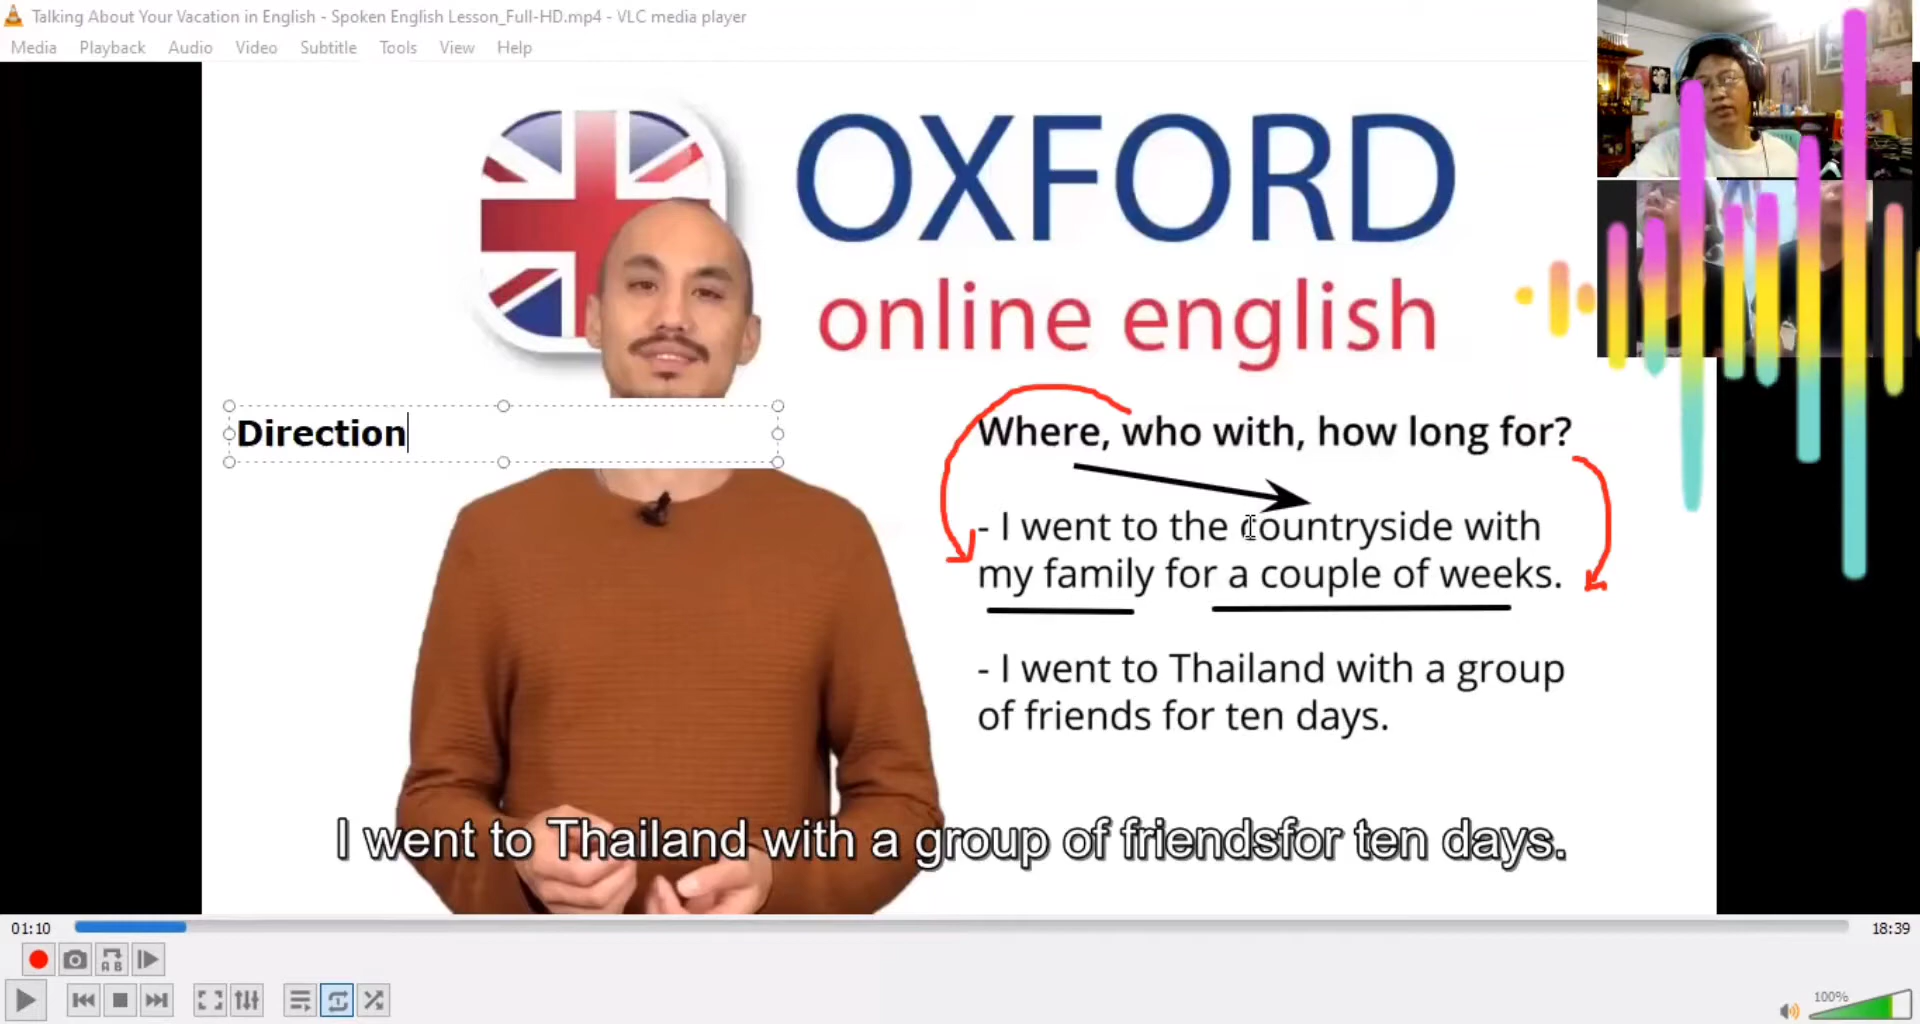 Talking About Your Vacation in English - Spoken English Lesson_Full-HD.mp4 - VLC media player
Media Playback Audio Video Subtitle Tools View Help
OXFORD
online english
Direction
Where, who with, how long for?
- I went to the countryside with
my family for a couple of weeks.
- I went to Thailand with a group
of friends for ten days.
I went to Thailand with a group of friendsfor ten days.
01:10
18:39
A B
100%